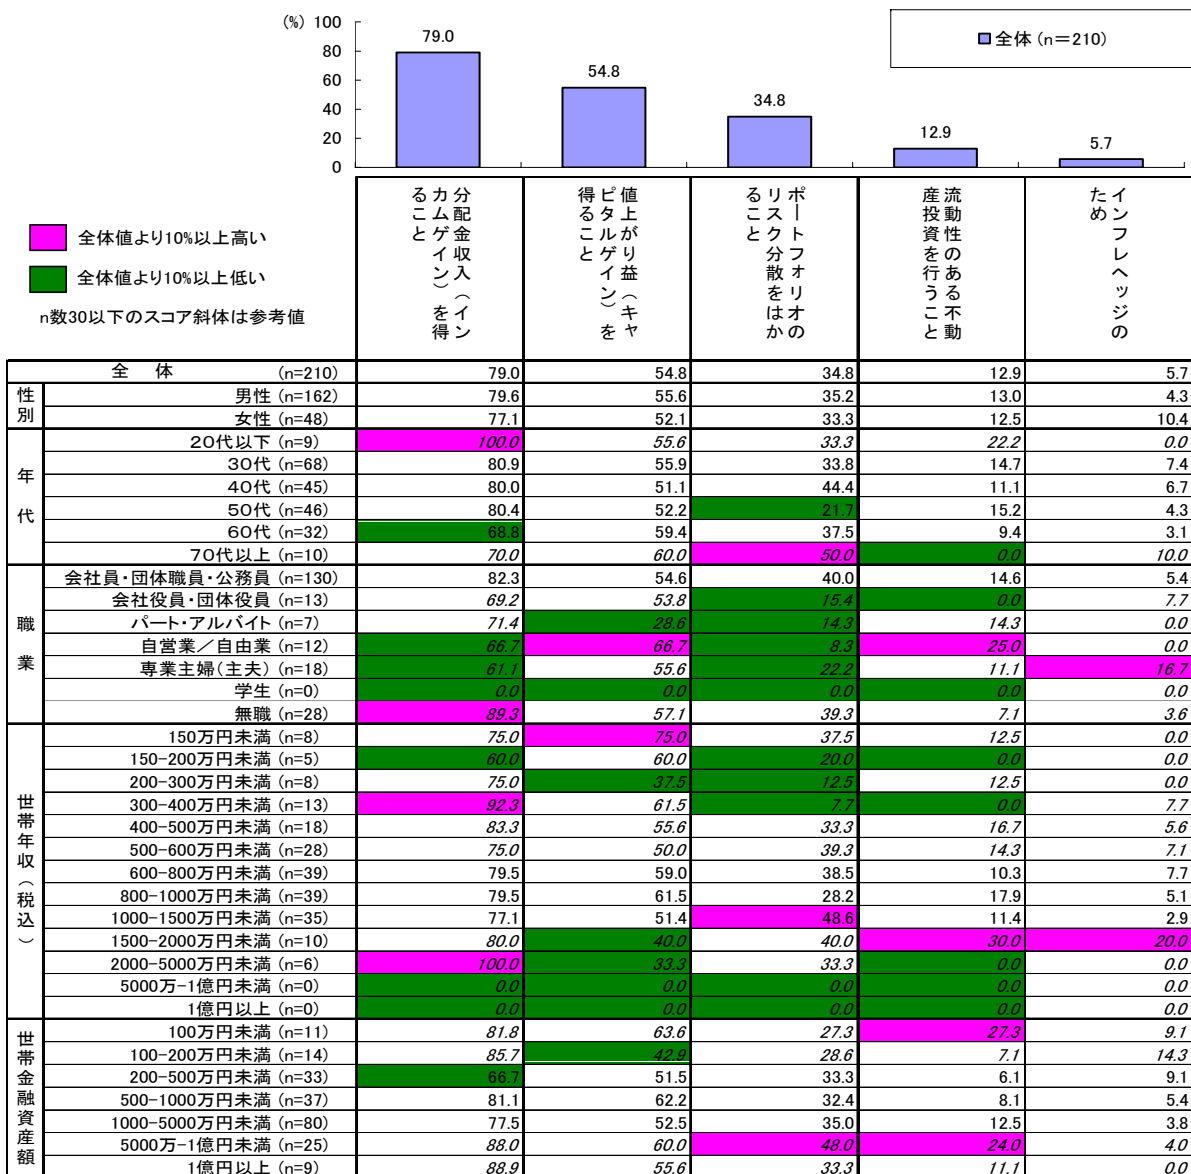 (%)
100
80
60
40
20
0
79.0
54.8
34.8
12.9
5.7
全体 (n=210)
全体値より10%以上高い
全体値より10%以上低い
n数30以下のスコア斜体は参考値
分配金収入(インカムゲイン)を得ること
値上がり益(キャピタルゲイン)を得ること
ポートフォリオのリスク分散をはかること
流動性のある不動産投資を行うこと
インフレヘッジのため
全 体 (n=210) 79.0 54.8 34.8 12.9 5.7
性別
男性 (n=162) 79.6 55.6 35.2 13.0 4.3
女性 (n=48) 77.1 52.1 33.3 12.5 10.4
年代
20代以下 (n=9) 100.0 55.6 33.3 22.2 0.0
30代 (n=68) 80.9 55.9 33.8 14.7 7.4
40代 (n=45) 80.0 51.1 44.4 11.1 6.7
50代 (n=46) 80.4 52.2 21.7 15.2 4.3
60代 (n=32) 68.8 59.4 37.5 9.4 3.1
70代以上 (n=10) 70.0 60.0 50.0 0.0 10.0
職業
会社員・団体職員・公務員 (n=130) 82.3 54.6 40.0 14.6 5.4
会社役員・団体役員 (n=13) 69.2 53.8 15.4 0.0 7.7
パート・アルバイト (n=7) 71.4 28.6 14.3 14.3 0.0
自営業/自由業 (n=12) 66.7 66.7 8.3 25.0 0.0
専業主婦(主夫) (n=18) 61.1 55.6 22.2 11.1 16.7
学生 (n=0) 0.0 0.0 0.0 0.0 0.0
無職 (n=28) 89.3 57.1 39.3 7.1 3.6
世帯年収(税込)
150万円未満 (n=8) 75.0 75.0 37.5 12.5 0.0
150-200万円未満 (n=5) 60.0 60.0 20.0 0.0 0.0
200-300万円未満 (n=8) 75.0 37.5 12.5 12.5 0.0
300-400万円未満 (n=13) 92.3 61.5 7.7 0.0 7.7
400-500万円未満 (n=18) 83.3 55.6 33.3 16.7 5.6
500-600万円未満 (n=28) 75.0 50.0 39.3 14.3 7.1
600-800万円未満 (n=39) 79.5 59.0 38.5 10.3 7.7
800-1000万円未満 (n=39) 79.5 61.5 28.2 17.9 5.1
1000-1500万円未満 (n=35) 77.1 51.4 48.6 11.4 2.9
1500-2000万円未満 (n=10) 80.0 40.0 40.0 30.0 20.0
2000-5000万円未満 (n=6) 100.0 33.3 33.3 0.0 0.0
5000万-1億円未満 (n=0) 0.0 0.0 0.0 0.0 0.0
1億円以上 (n=0) 0.0 0.0 0.0 0.0 0.0
世帯金融資産額
100万円未満 (n=11) 81.8 63.6 27.3 27.3 9.1
100-200万円未満 (n=14) 85.7 42.9 28.6 7.1 14.3
200-500万円未満 (n=33) 66.7 51.5 33.3 6.1 9.1
500-1000万円未満 (n=37) 81.1 62.2 32.4 8.1 5.4
1000-5000万円未満 (n=80) 77.5 52.5 35.0 12.5 3.8
5000万-1億円未満 (n=25) 88.0 60.0 48.0 24.0 4.0
1億円以上 (n=9) 88.9 55.6 33.3 11.1 0.0